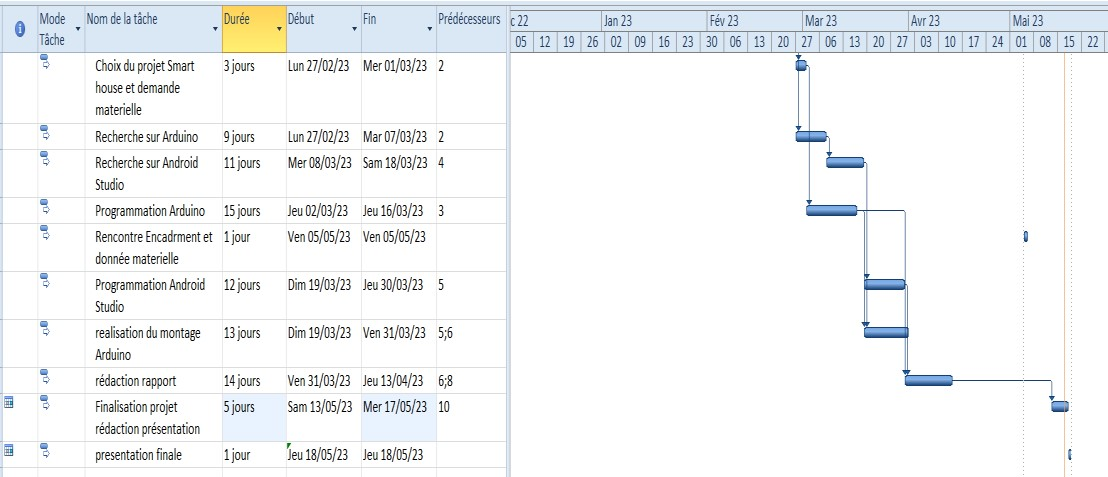 Mode Tâche Nom de la tâche Durée Début Fin Prédécesseurs
c 22 Jan 23 Fév 23 Mar 23 Avr 23 Mai 23
05 12 19 26 02 09 16 23 30 06 13 20 27 06 13 20 27 03 10 17 24 01 08 15 22
Choix du projet Smart 3 jours Lun 27/02/23 Mer 01/03/23 2
house et demande
materielle
Recherche sur Arduino 9 jours Lun 27/02/23 Mar 07/03/23 2
Recherche sur Android 11 jours Mer 08/03/23 Sam 18/03/23 4
Studio
Programmation Arduino 15 jours Jeu 02/03/23 Jeu 16/03/23 3
Rencontre Encadrment et 1 jour Ven 05/05/23 Ven 05/05/23
donnée materielle
Programmation Android 12 jours Dim 19/03/23 Jeu 30/03/23 5
Studio
realisation du montage 13 jours Dim 19/03/23 Ven 31/03/23 5;6
Arduino
rédaction rapport 14 jours Ven 31/03/23 Jeu 13/04/23 6;8
Finalisation projet 5 jours Sam 13/05/23 Mer 17/05/23 10
rédaction présentation
presentation finale 1 jour Jeu 18/05/23 Jeu 18/05/23